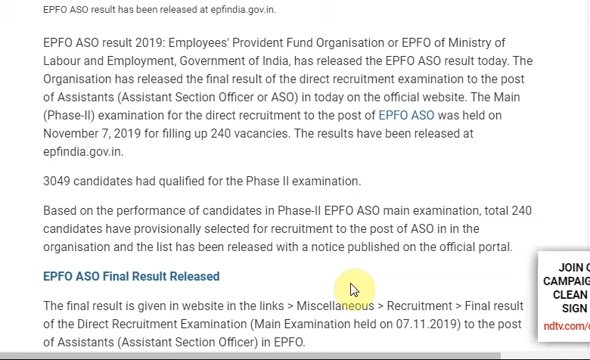 EPFO ASO result has been released at epfindia.gov.in.
EPFO ASO result 2019: Employees' Provident Fund Organisation or EPFO of Ministry of
Labour and Employment, Government of India, has released the EPFO ASO result today. The
Organisation has released the final result of the direct recruitment examination to the post
of Assistants (Assistant Section Officer or ASO) in today on the official website. The Main
(Phase-II) examination for the direct recruitment to the post of EPFO ASO was held on
November 7, 2019 for filling up 240 vacancies. The results have been released at
epfindia.gov.in.
3049 candidates had qualified for the Phase II examination.
Based on the performance of candidates in Phase-II EPFO ASO main examination, total 240
candidates have provisionally selected for recruitment to the post of ASO in in the
organisation and the list has been released with a notice published on the official portal.
EPFO ASO Final Result Released
The final result is given in website in the links > Miscellaneous > Recruitment > Final result
of the Direct Recruitment Examination (Main Examination held on 07.11.2019) to the post
of Assistants (Assistant Section Officer) in EPFO.
JOIN
CAMPAIG
CLEAN
SIGN
ndtv.com/